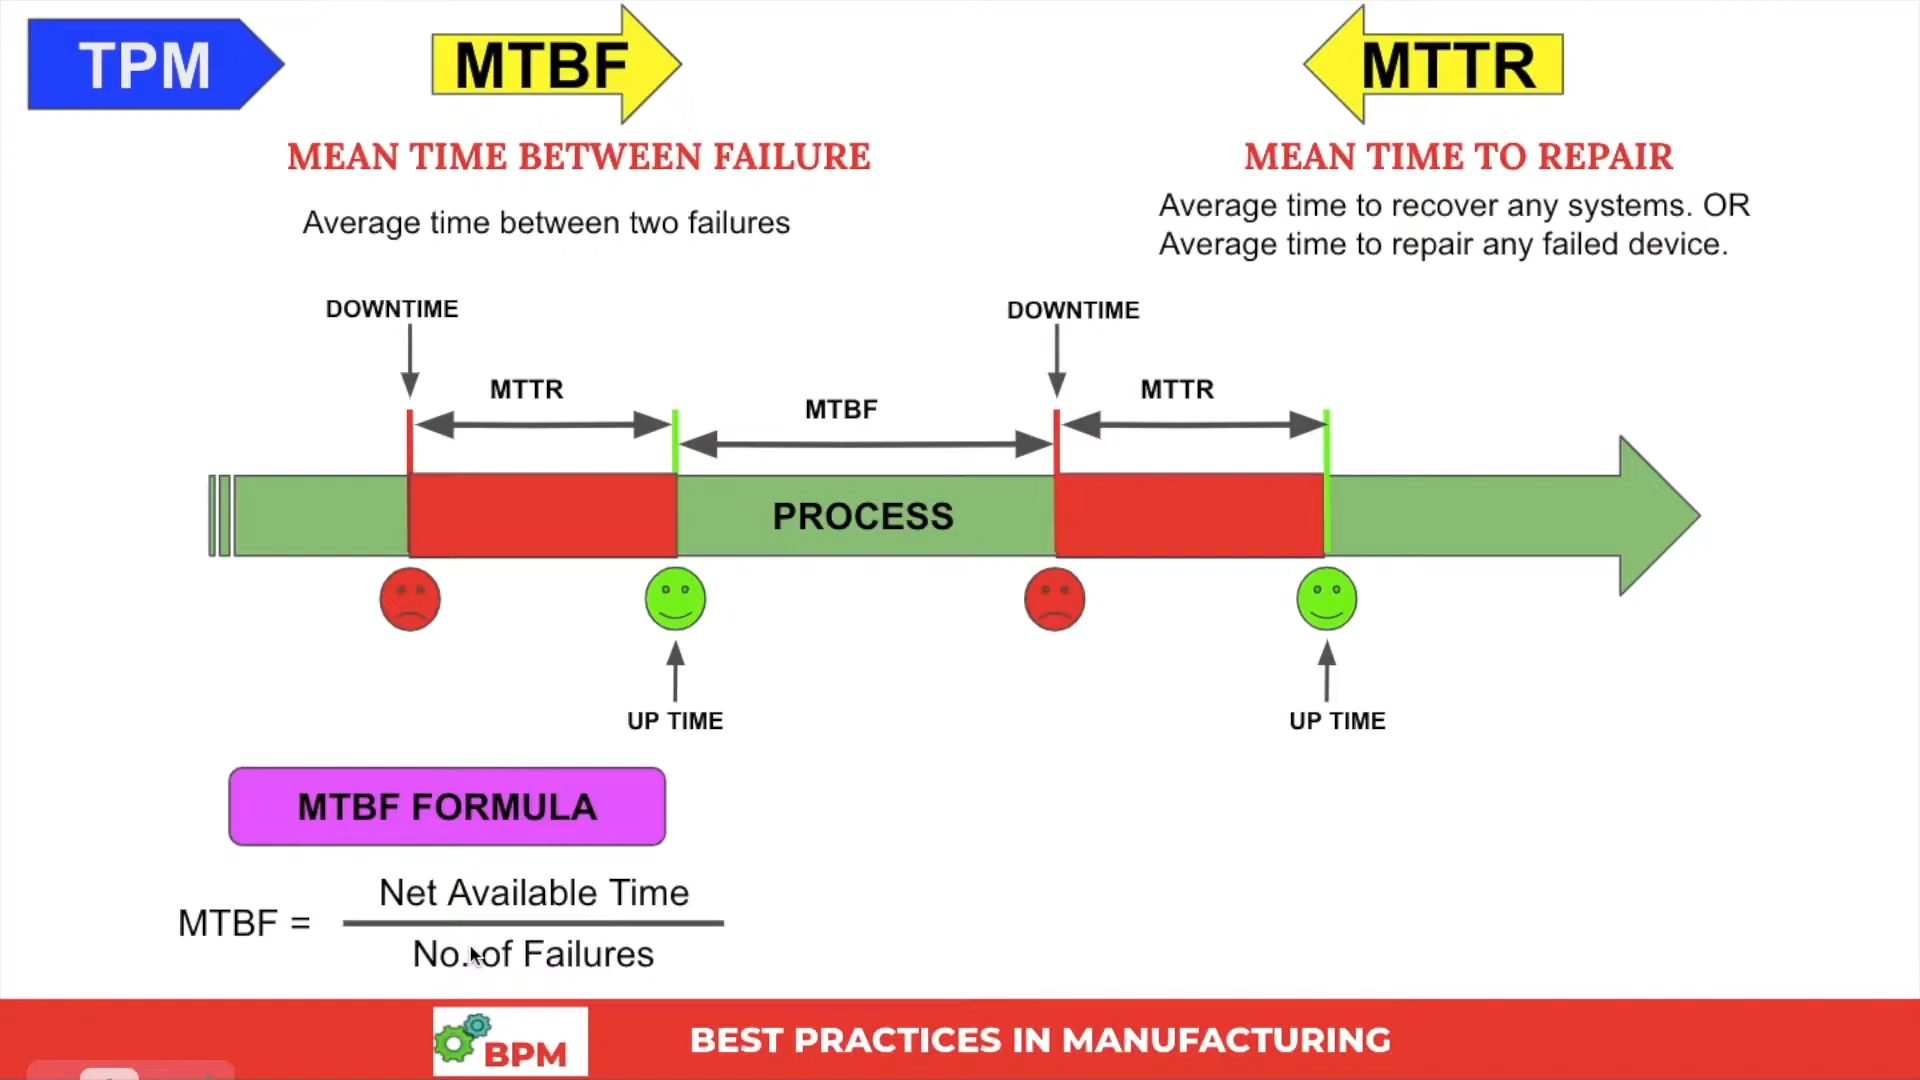 TPM
MTBF
MTTR
MEAN TIME BETWEEN FAILURE
MEAN TIME TO REPAIR
Average time between two failures
Average time to recover any systems. OR
Average time to repair any failed device.
DOWNTIME
DOWNTIME
MTTR
MTBF
MTTR
PROCESS
UP TIME
UP TIME
MTBF FORMULA
MTBF =
Net Available Time
No. of Failures
BPM
BEST PRACTICES IN MANUFACTURING